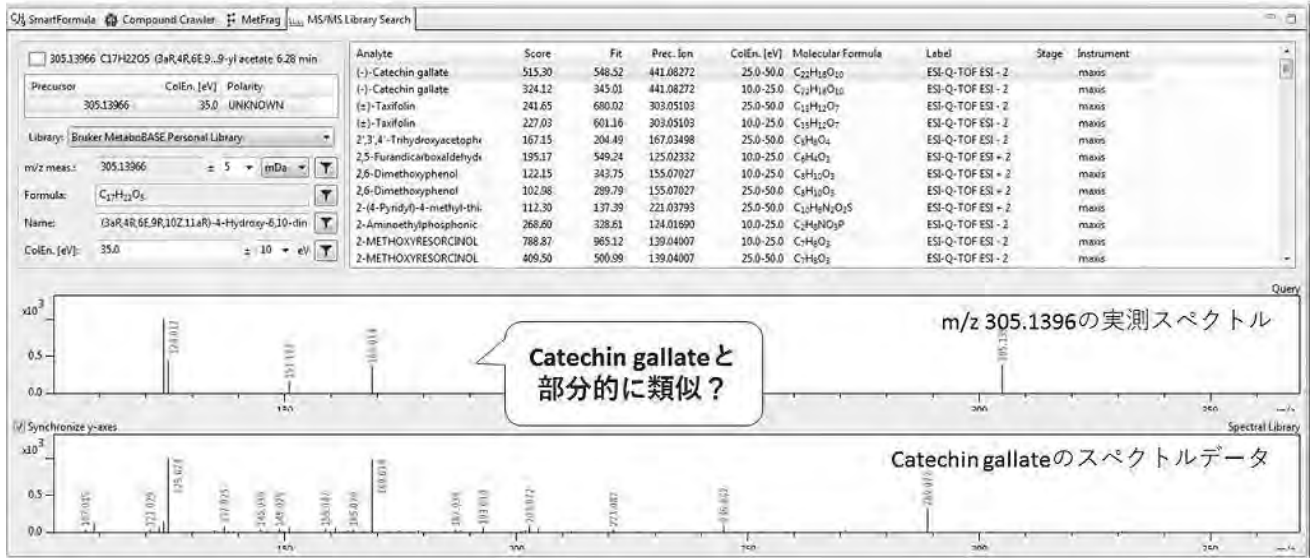 SmartFormula Compound Crawler MetFrag MS/MS Library Search
305.13966 C17H22O5 (3aR,4R,6E,9...9-yl acetate 6.28 min
Precursor ColEn. [eV] Polarity
305.13966 35.0 UNKNOWN
Library: Bruker MetaboBASE Personal Library
m/z meas.: 305.13966 ± 5 mDa
Formula: C17H22O5
Name: (3aR,4R,6E,9R,10Z,11aR)-4-Hydroxy-6,10-dim
ColEn. [eV]: 35.0 ± 10 eV
Analyte Score Fit Prec. Ion ColEn. [eV] Molecular Formula Label Stage Instrument
(-)-Catechin gallate 515.30 548.52 441.08272 25.0-50.0 C22H18O10 ESI-Q-TOF ESI - 2 maxis
(-)-Catechin gallate 324.12 345.01 441.08272 10.0-25.0 C22H18O10 ESI-Q-TOF ESI - 2 maxis
(±)-Taxifolin 241.65 680.02 303.05103 25.0-50.0 C15H12O7 ESI-Q-TOF ESI - 2 maxis
(±)-Taxifolin 227.03 601.16 303.05103 10.0-25.0 C15H12O7 ESI-Q-TOF ESI - 2 maxis
2',3',4'-Trihydroxyacetophe 167.15 204.49 167.03498 25.0-50.0 C8H8O4 ESI-Q-TOF ESI - 2 maxis
2,5-Furandicarboxaldehyde 195.17 549.24 125.02332 10.0-25.0 C6H4O3 ESI-Q-TOF ESI + 2 maxis
2,6-Dimethoxyphenol 122.15 343.75 155.07027 10.0-25.0 C8H10O3 ESI-Q-TOF ESI + 2 maxis
2,6-Dimethoxyphenol 102.98 289.79 155.07027 25.0-50.0 C8H10O3 ESI-Q-TOF ESI + 2 maxis
2-(4-Pyridyl)-4-methyl-thi 112.30 137.39 221.03793 25.0-50.0 C10H8N2O2S ESI-Q-TOF ESI + 2 maxis
2-Aminoethylphosphonic 268.60 328.61 124.01690 10.0-25.0 C2H8NO3P ESI-Q-TOF ESI - 2 maxis
2-METHOXYRESORCINOL 788.87 965.12 139.04007 10.0-25.0 C7H8O3 ESI-Q-TOF ESI - 2 maxis
2-METHOXYRESORCINOL 409.50 500.99 139.04007 25.0-50.0 C7H8O3 ESI-Q-TOF ESI - 2 maxis
Query
x10 3
m/z 305.1396の実測スペクトル
0.5
0.0
Catechin gallateと
部分的に類似？
Synchronize y-axes Spectral Library
x10 3
Catechin gallateのスペクトルデータ
0.5
0.0